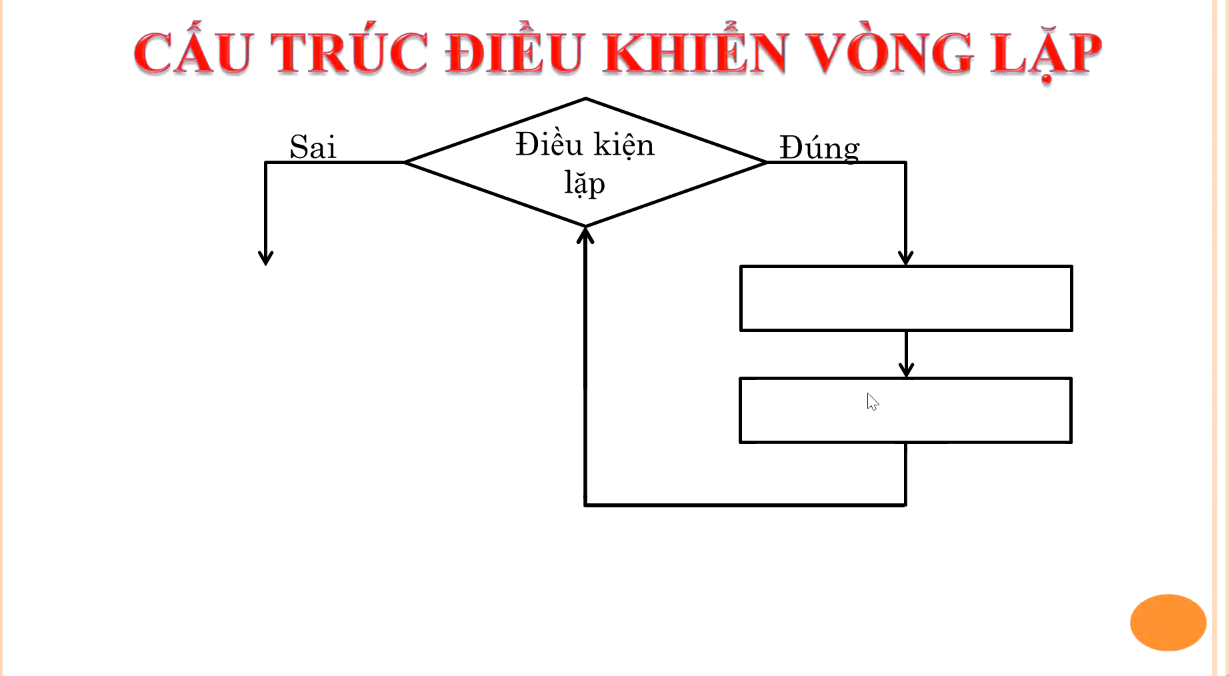 CẤU TRÚC ĐIỀU KHIỂN VÒNG LẶP
Sai
Điều kiện
lặp
Đúng